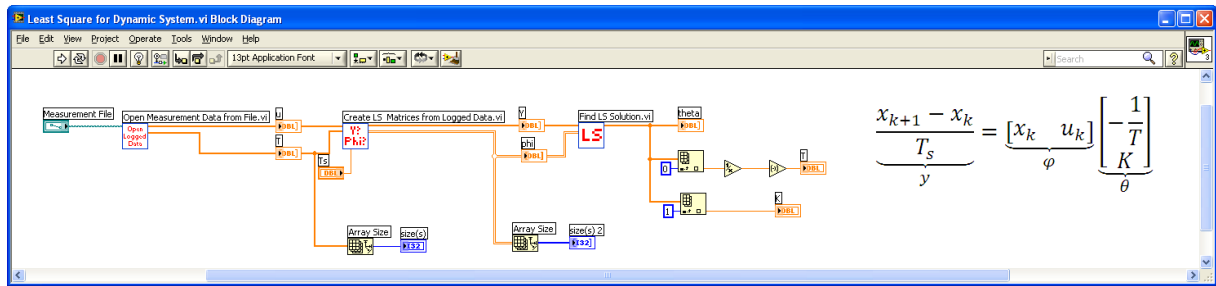 Least Square for Dynamic System.vi Block Diagram
File Edit View Project Operate Tools Window Help
13pt Application Font
Search
3
Measurement File
Open Measurement Data from File.vi
Open
Logged
Data
u
DBL
T
DBL
Create LS Matrices from Logged Data.vi
Y?
Phi?
Ts
DBL
Y
DBL
phi
DBL
Find LS Solution.vi
LS
theta
DBL
0
T
DBL
1
K
DBL
Array Size
size(s)
I32
Array Size
size(s) 2
I32
x_{k+1} − x_k / T_s = [x_k u_k] [−1/T K]
y φ θ